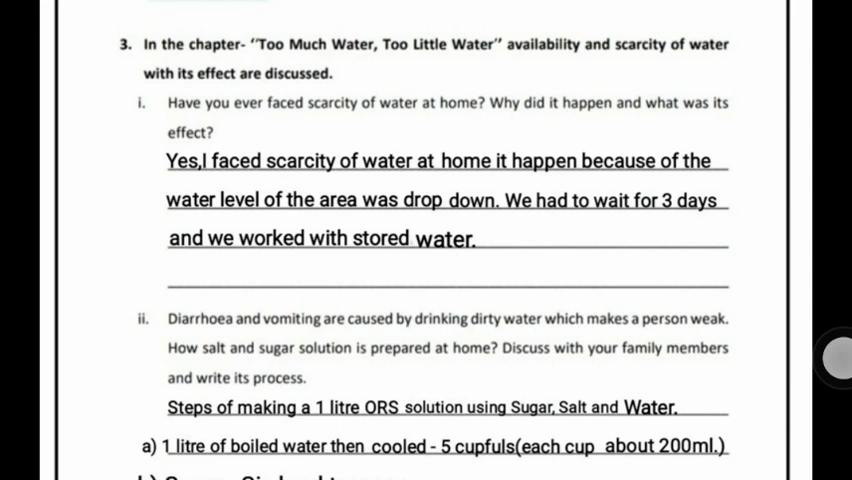 3. In the chapter- "Too Much Water, Too Little Water" availability and scarcity of water
with its effect are discussed.
i. Have you ever faced scarcity of water at home? Why did it happen and what was its
effect?
Yes,I faced scarcity of water at home it happen because of the
water level of the area was drop down. We had to wait for 3 days
and we worked with stored water.
ii. Diarrhoea and vomiting are caused by drinking dirty water which makes a person weak.
How salt and sugar solution is prepared at home? Discuss with your family members
and write its process.
Steps of making a 1 litre ORS solution using Sugar, Salt and Water.
a) 1 litre of boiled water then cooled - 5 cupfuls(each cup about 200ml.)